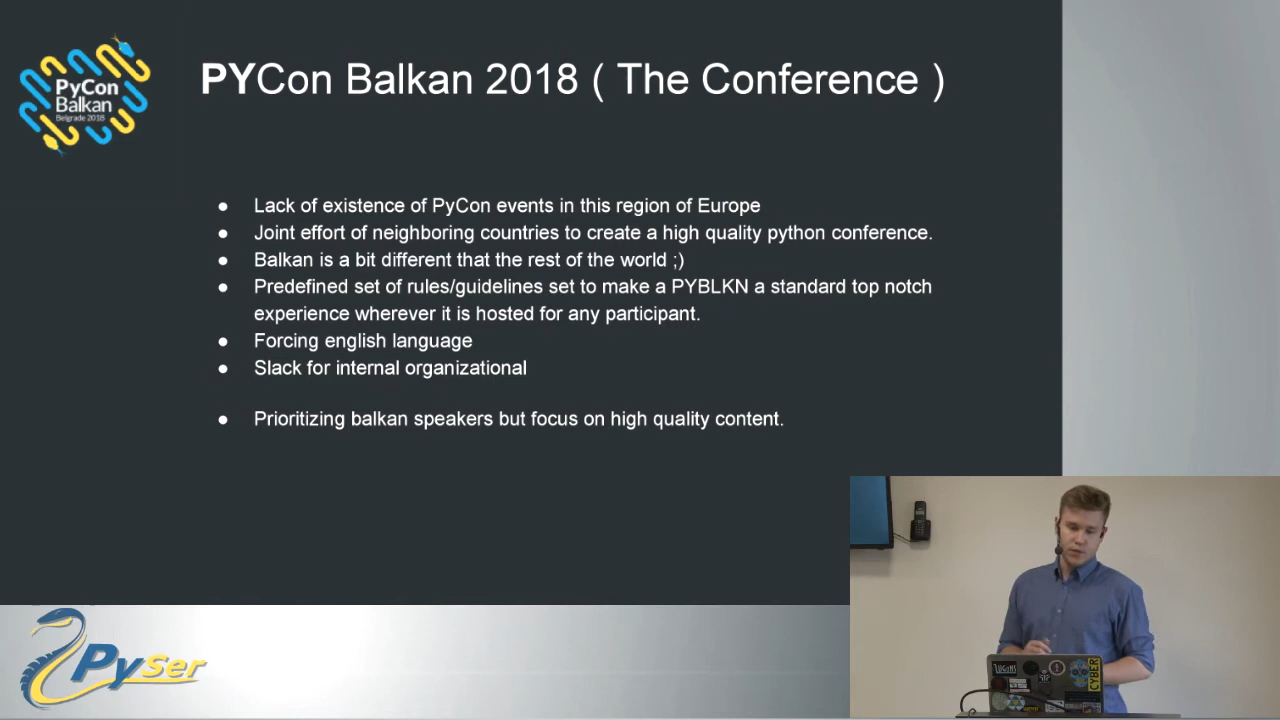 PyCon
Balkan
Belgrade 2018
PYCon Balkan 2018 ( The Conference )
● Lack of existence of PyCon events in this region of Europe
● Joint effort of neighboring countries to create a high quality python conference.
● Balkan is a bit different that the rest of the world ;)
● Predefined set of rules/guidelines set to make a PYBLKN a standard top notch
experience wherever it is hosted for any participant.
● Forcing english language
● Slack for internal organizational
● Prioritizing balkan speakers but focus on high quality content.
PySer
CYBER